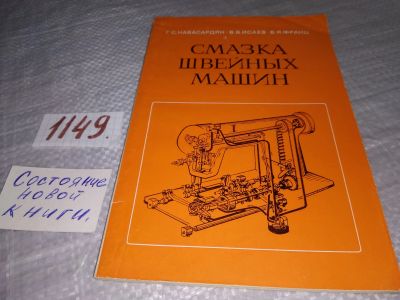 Г.С.НАВАСАРДЯН · В.В.ИСАЕВ · В.Я.ФРАНЦ
СМАЗКА
ШВЕЙНЫХ
МАШИН
1149.
Состояние
новой
книги.